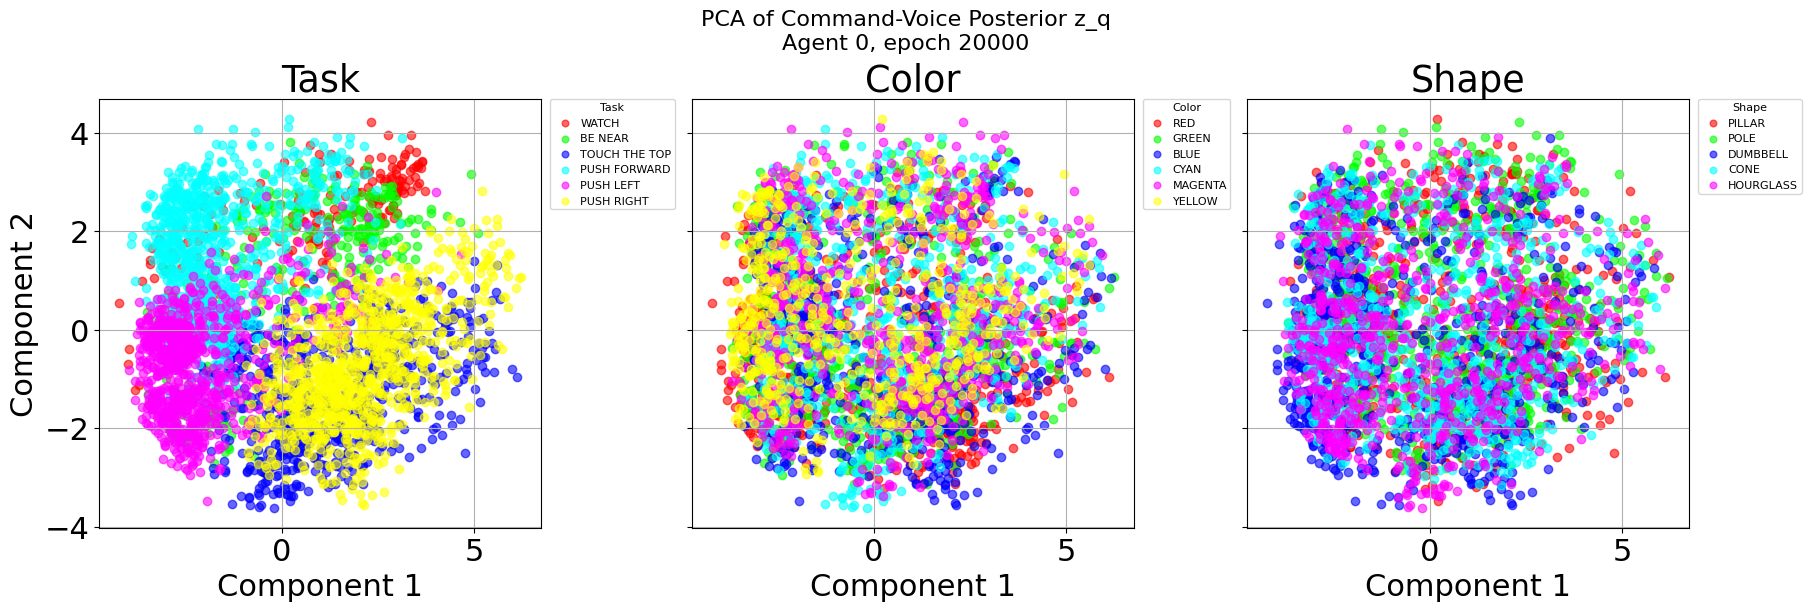 PCA of Command-Voice Posterior z_q
Agent 0, epoch 20000
Task
Color
Shape
Task
WATCH
BE NEAR
TOUCH THE TOP
PUSH FORWARD
PUSH LEFT
PUSH RIGHT
Color
RED
GREEN
BLUE
CYAN
MAGENTA
YELLOW
Shape
PILLAR
POLE
DUMBBELL
CONE
HOURGLASS
Component 2
4
2
0
−2
−4
0 5
0 5
0 5
Component 1
Component 1
Component 1